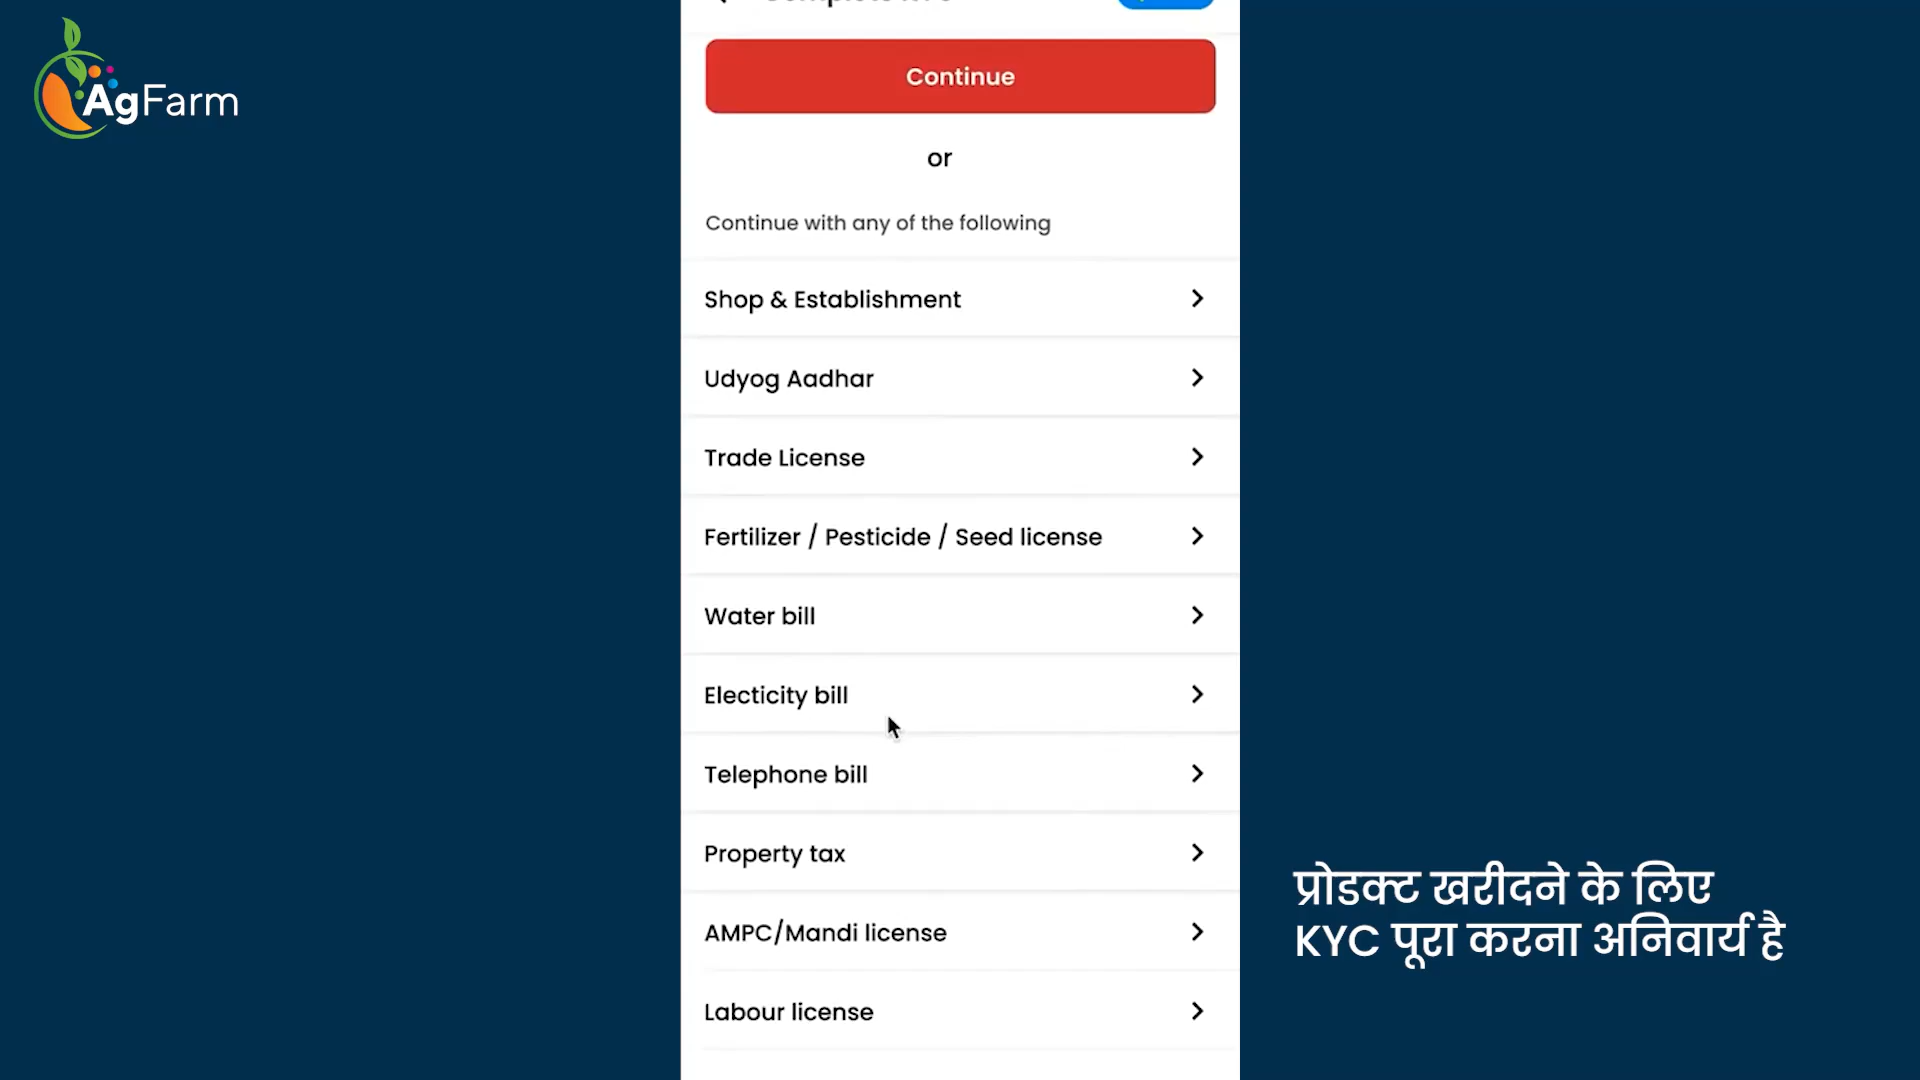 AgFarm
Continue
or
Continue with any of the following
Shop & Establishment
Udyog Aadhar
Trade License
Fertilizer / Pesticide / Seed license
Water bill
Electicity bill
Telephone bill
Property tax
AMPC/Mandi license
Labour license
प्रोडक्ट खरीदने के लिए
KYC पूरा करना अनिवार्य है